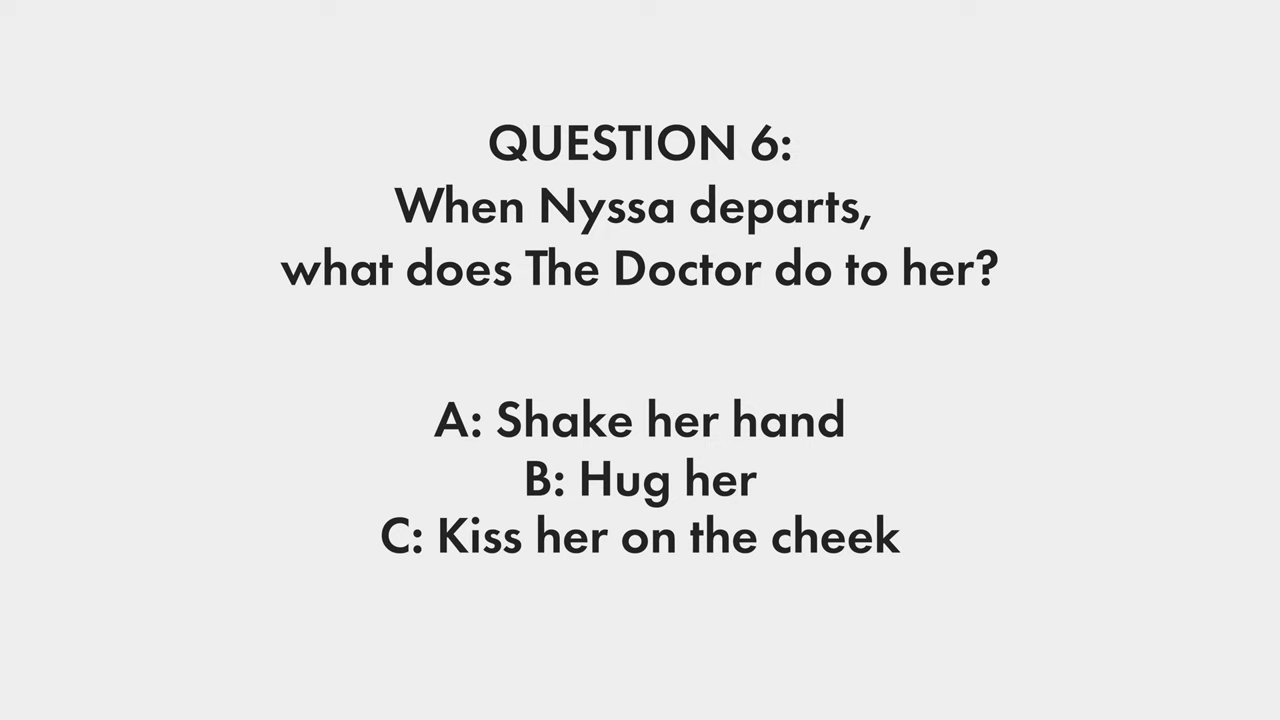 QUESTION 6:
When Nyssa departs,
what does The Doctor do to her?
A: Shake her hand
B: Hug her
C: Kiss her on the cheek